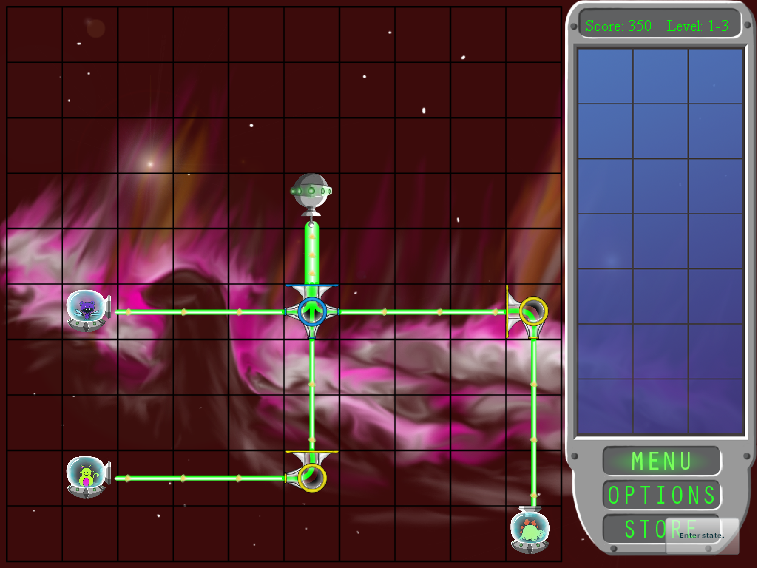 Score: 350 Level: 1-3
MENU
OPTIONS
STORE
Enter state.